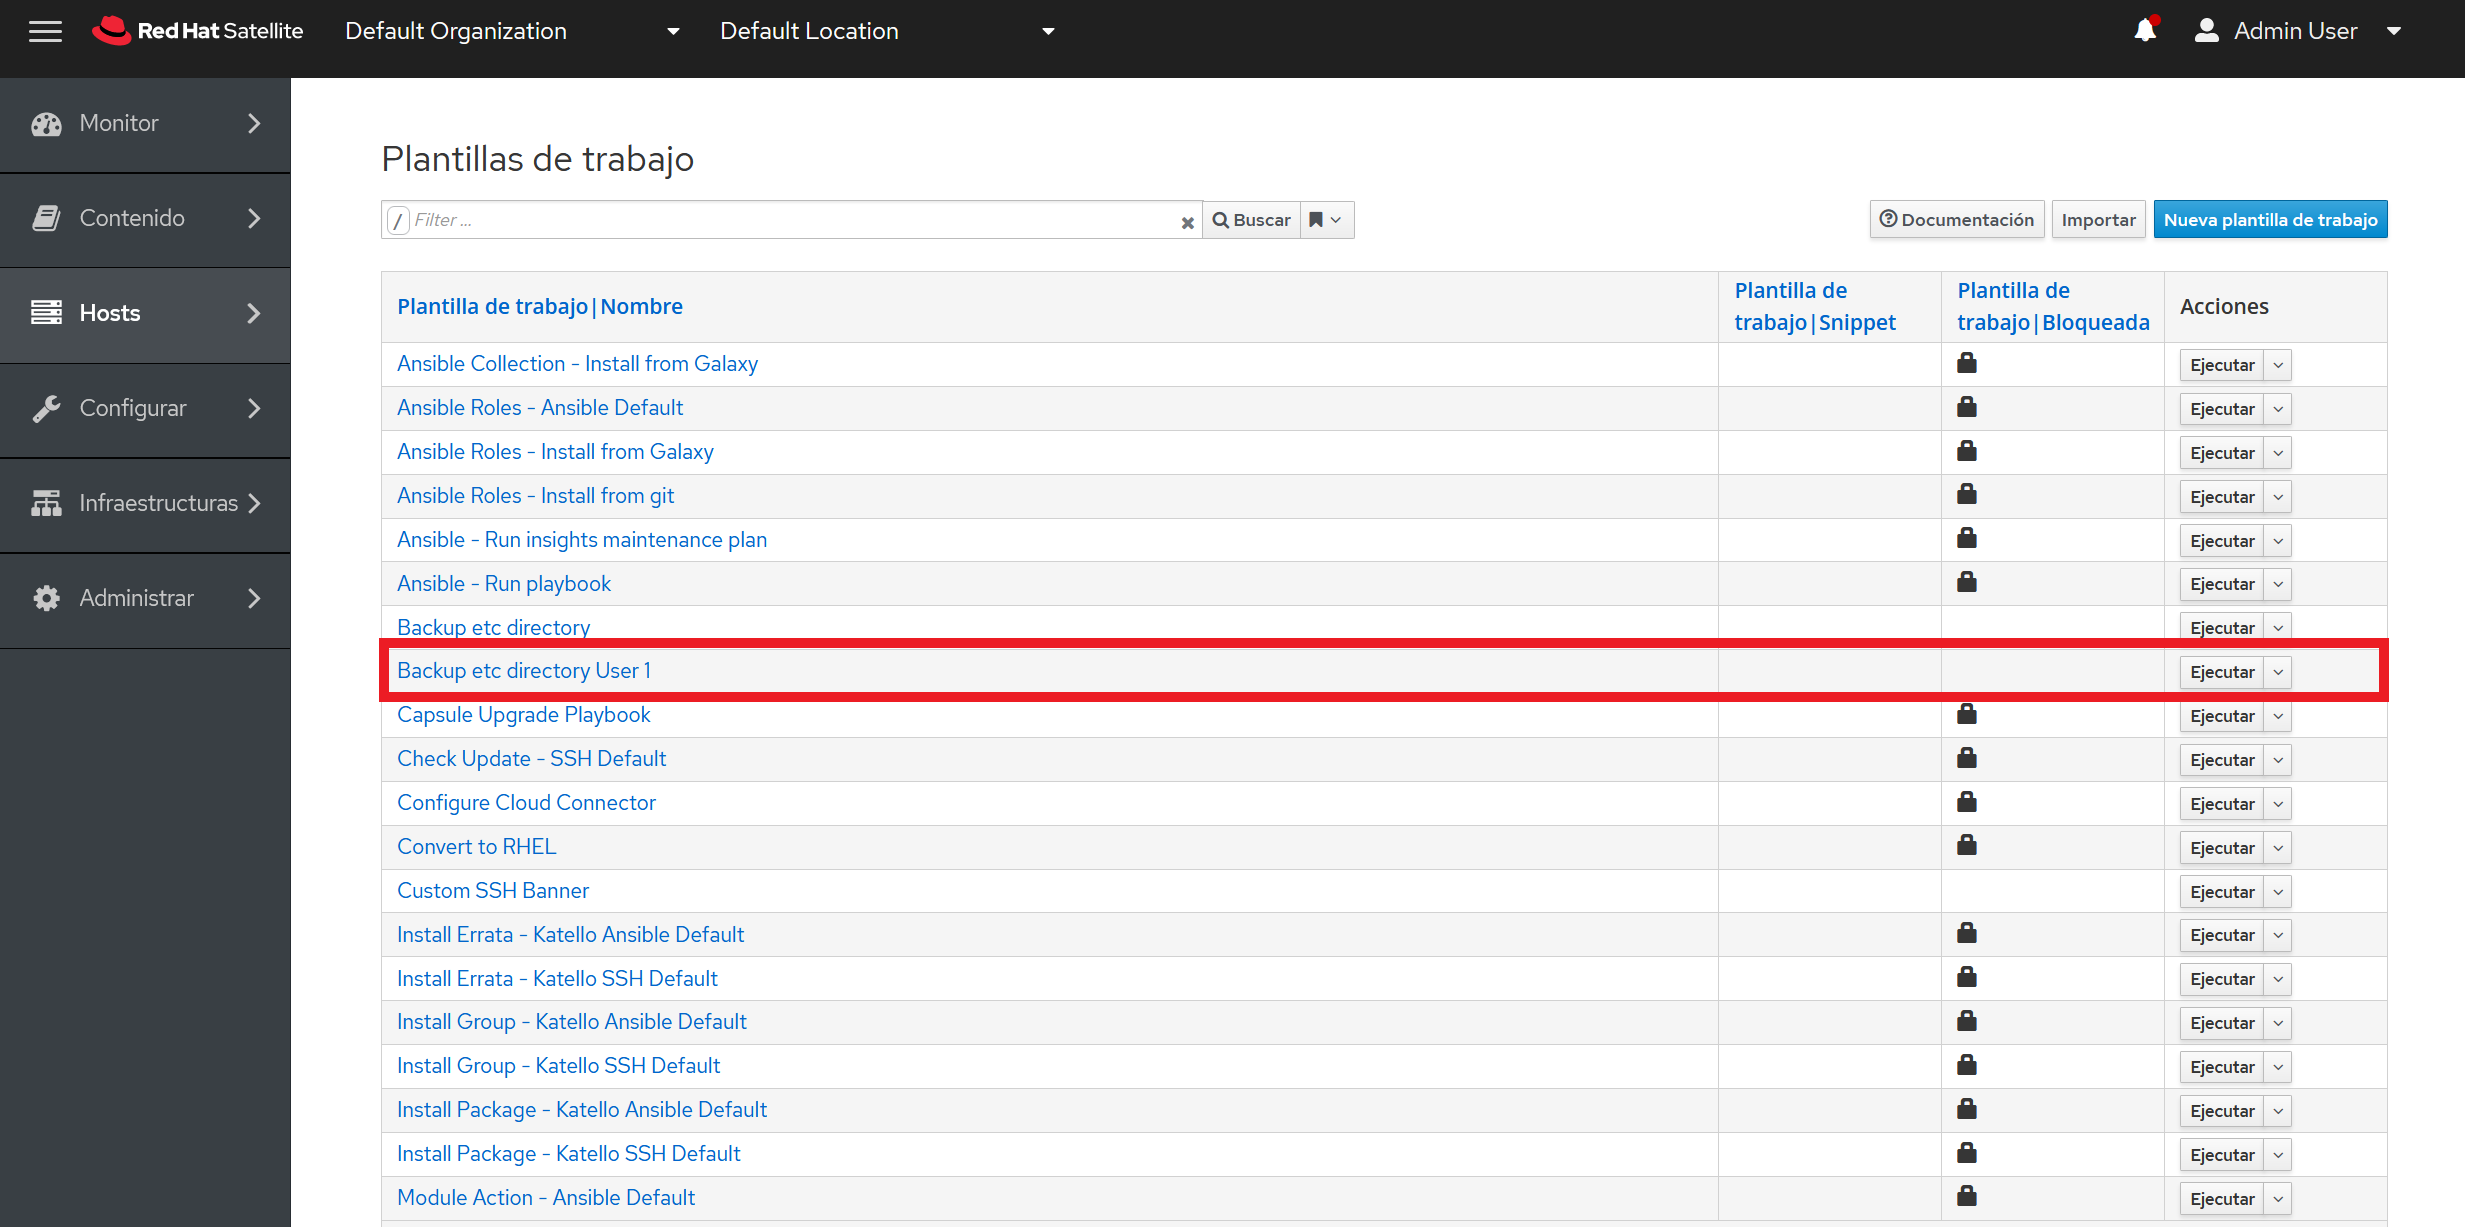 Red Hat Satellite Default Organization Default Location Admin User
Monitor
Contenido
Hosts
Configurar
Infraestructuras
Administrar
Plantillas de trabajo
/ Filter ... Buscar Documentación Importar Nueva plantilla de trabajo
Plantilla de trabajo|Nombre
Plantilla de
trabajo|Snippet
Plantilla de
trabajo|Bloqueada
Acciones
Ansible Collection - Install from Galaxy Ejecutar
Ansible Roles - Ansible Default Ejecutar
Ansible Roles - Install from Galaxy Ejecutar
Ansible Roles - Install from git Ejecutar
Ansible - Run insights maintenance plan Ejecutar
Ansible - Run playbook Ejecutar
Backup etc directory Ejecutar
Backup etc directory User 1 Ejecutar
Capsule Upgrade Playbook Ejecutar
Check Update - SSH Default Ejecutar
Configure Cloud Connector Ejecutar
Convert to RHEL Ejecutar
Custom SSH Banner Ejecutar
Install Errata - Katello Ansible Default Ejecutar
Install Errata - Katello SSH Default Ejecutar
Install Group - Katello Ansible Default Ejecutar
Install Group - Katello SSH Default Ejecutar
Install Package - Katello Ansible Default Ejecutar
Install Package - Katello SSH Default Ejecutar
Module Action - Ansible Default Ejecutar